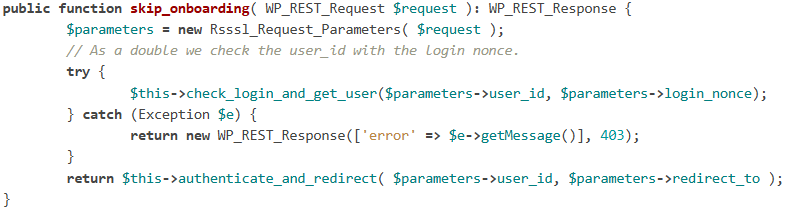 public function skip_onboarding( WP_REST_Request $request ): WP_REST_Response {
        $parameters = new Rsssl_Request_Parameters( $request );
        // As a double we check the user_id with the login nonce.
        try {
                $this->check_login_and_get_user($parameters->user_id, $parameters->login_nonce);
        } catch (Exception $e) {
                return new WP_REST_Response(['error' => $e->getMessage()], 403);
        }
        return $this->authenticate_and_redirect( $parameters->user_id, $parameters->redirect_to );
}